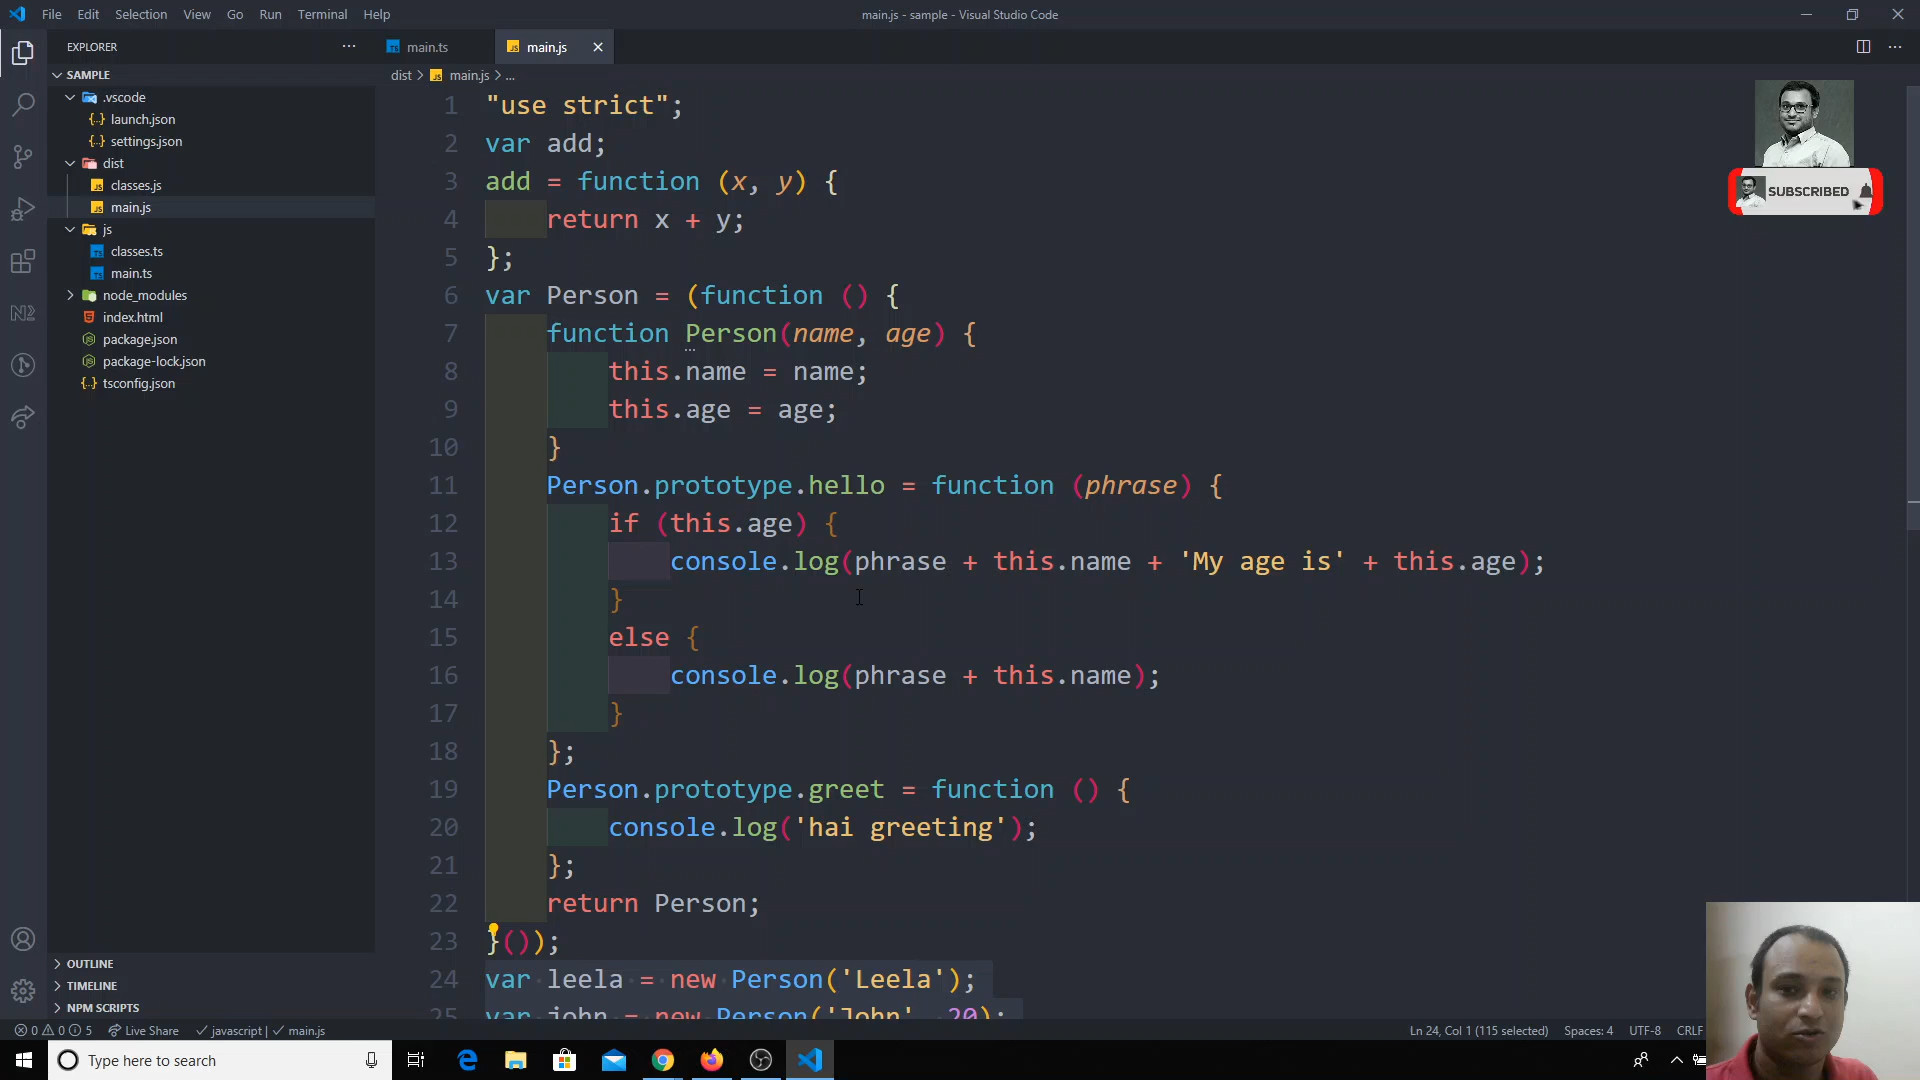 File Edit Selection View Go Run Terminal Help
main.js - sample - Visual Studio Code
EXPLORER ...
main.ts
main.js
SAMPLE
dist > main.js > ...
.vscode
launch.json
settings.json
dist
classes.js
main.js
js
classes.ts
main.ts
node_modules
index.html
package.json
package-lock.json
tsconfig.json
OUTLINE
TIMELINE
NPM SCRIPTS
1 "use strict";
2 var add;
3 add = function (x, y) {
4 return x + y;
5 };
6 var Person = (function () {
7 function Person(name, age) {
8 this.name = name;
9 this.age = age;
10 }
11 Person.prototype.hello = function (phrase) {
12 if (this.age) {
13 console.log(phrase + this.name + 'My age is' + this.age);
14 }
15 else {
16 console.log(phrase + this.name);
17 }
18 };
19 Person.prototype.greet = function () {
20 console.log('hai greeting');
21 };
22 return Person;
23 }());
24 var leela = new Person('Leela');
25 var john = new Person('John', 20);
SUBSCRIBED
0 0 5 Live Share javascript | main.js
Ln 24, Col 1 (115 selected) Spaces: 4 UTF-8 CRLF
Type here to search